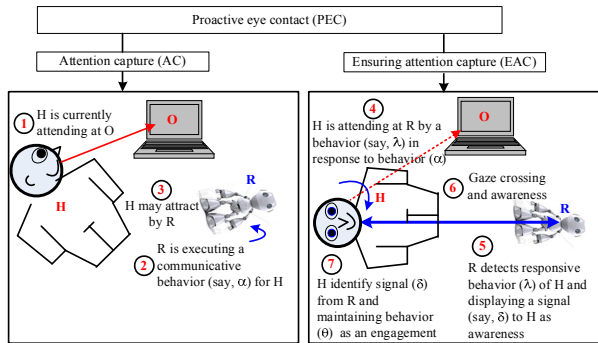 Proactive eye contact (PEC)
Attention capture (AC)
Ensuring attention capture (EAC)
1
H is currently
attending at O
O
H
3
H may attract
by R
R
2
R is executing a
communicative
behavior (say, α) for H
4
H is attending at R by a
behavior (say, λ) in
response to behavior (α)
O
H
6
Gaze crossing
and awareness
R
7
H identify signal (δ)
from R and
maintaining behavior
(θ) as an engagement
5
R detects responsive
behavior (λ) of H and
displaying a signal
(say, δ) to H as
awareness